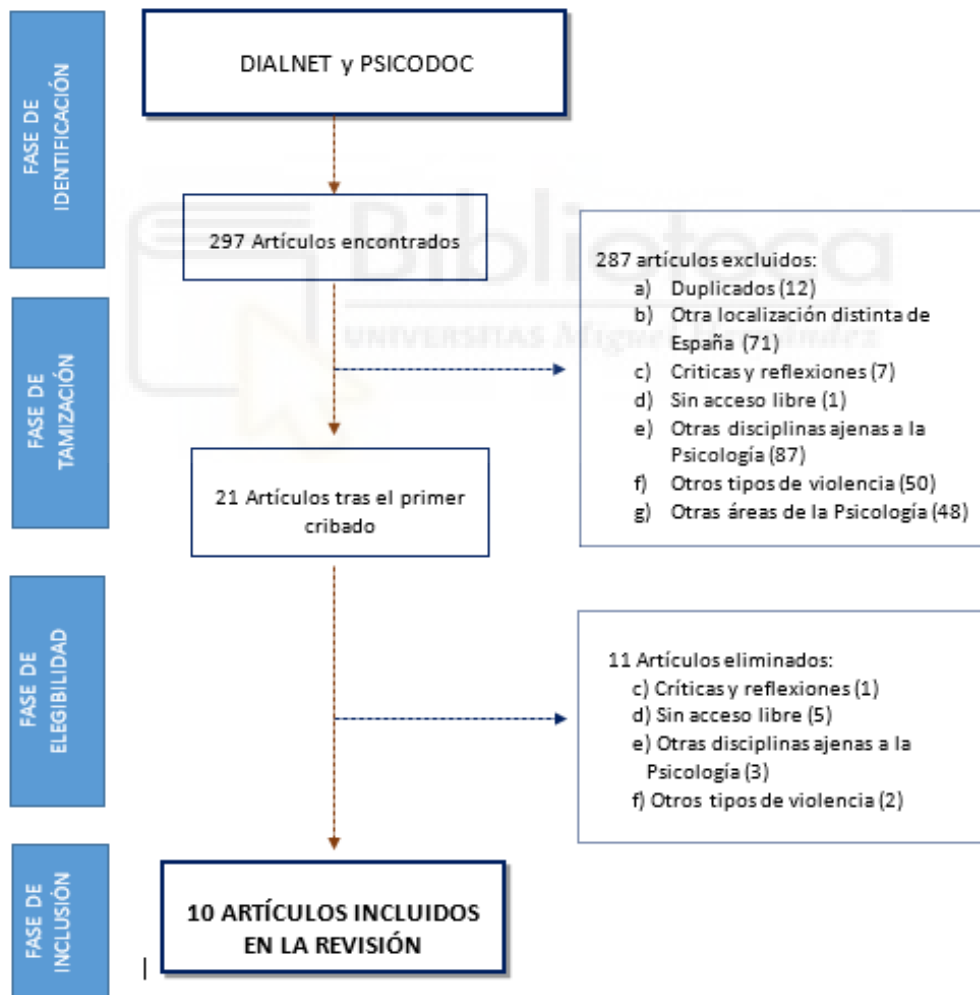 FASE DE
IDENTIFICACIÓN
DIALNET y PSICODOC
297 Artículos encontrados
Biblioteca
UNIVERSITAS Miguel Hernández
FASE DE
TAMIZACIÓN
287 artículos excluidos:
a) Duplicados (12)
b) Otra localización distinta de
España (71)
c) Criticas y reflexiones (7)
d) Sin acceso libre (1)
e) Otras disciplinas ajenas a la
Psicología (87)
f) Otros tipos de violencia (50)
g) Otras áreas de la Psicología (48)
21 Artículos tras el primer
cribado
FASE DE
ELEGIBILIDAD
11 Artículos eliminados:
c) Críticas y reflexiones (1)
d) Sin acceso libre (5)
e) Otras disciplinas ajenas a la
Psicología (3)
f) Otros tipos de violencia (2)
FASE DE
INCLUSIÓN
10 ARTÍCULOS INCLUIDOS
EN LA REVISIÓN